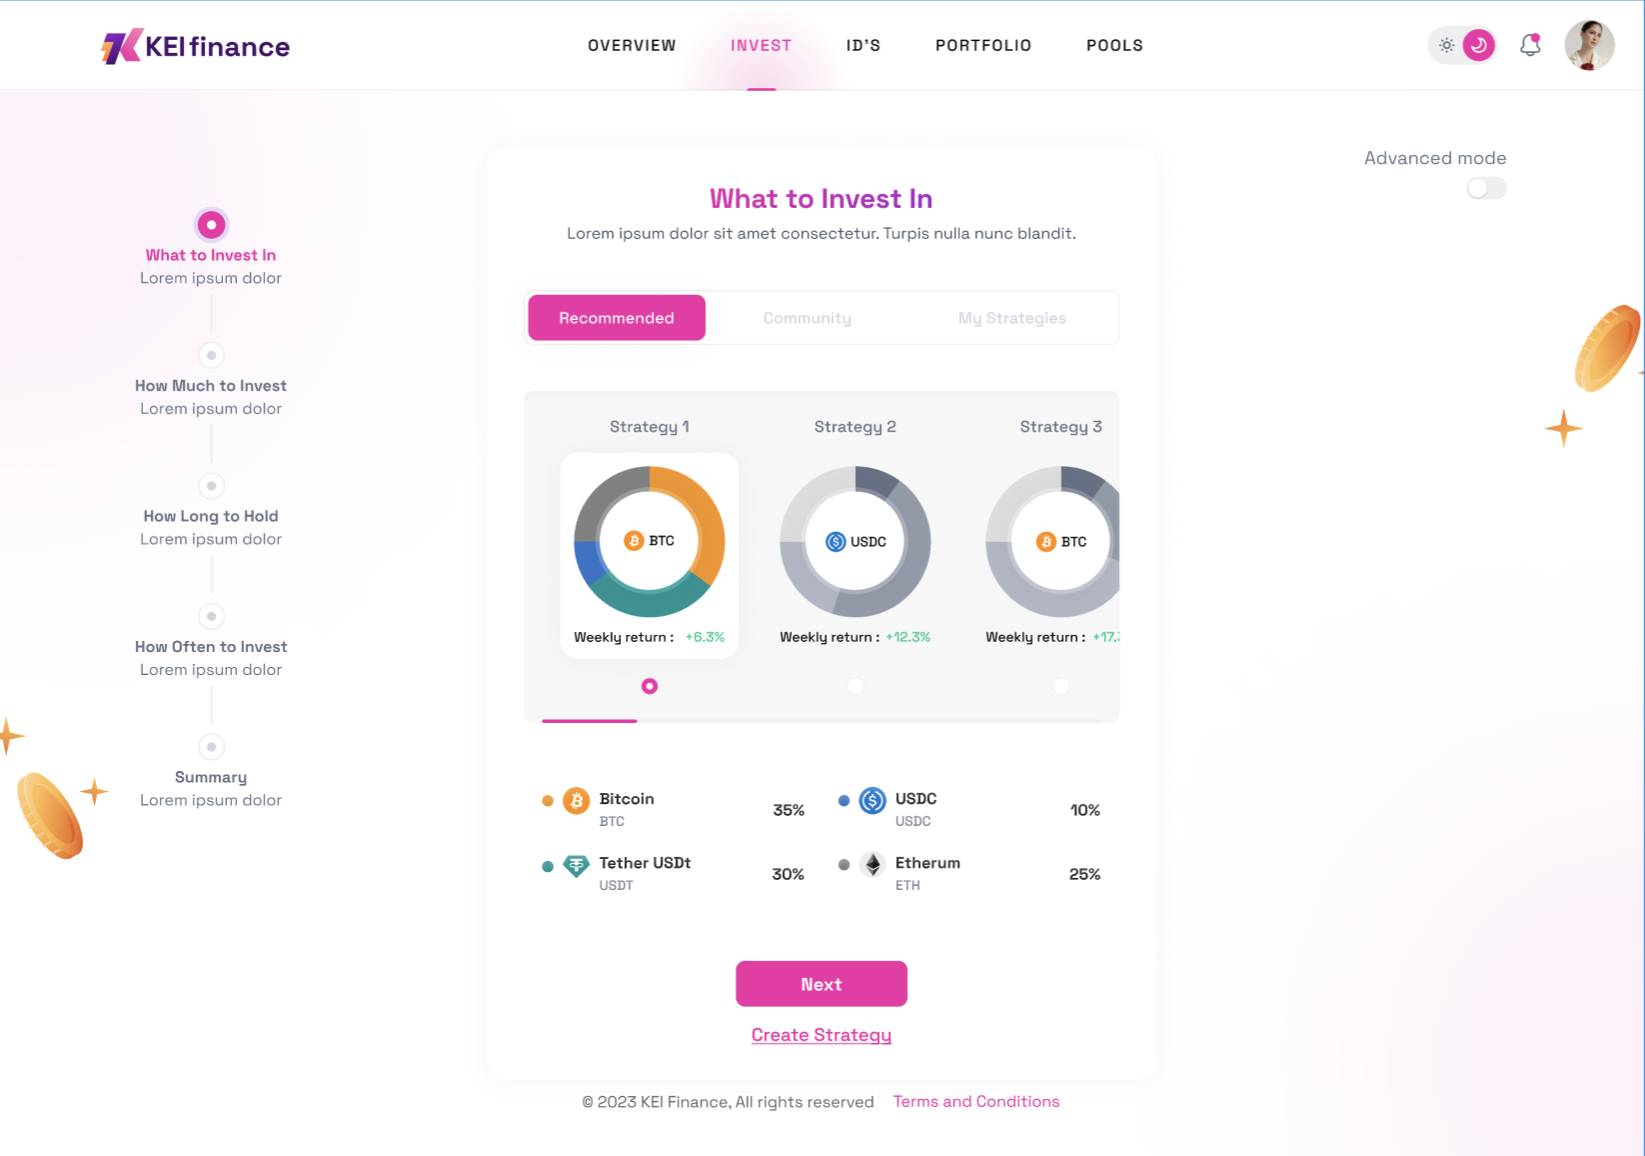 KEI finance
OVERVIEW
INVEST
ID'S
PORTFOLIO
POOLS
Advanced mode
What to Invest In
Lorem ipsum dolor
How Much to Invest
Lorem ipsum dolor
How Long to Hold
Lorem ipsum dolor
How Often to Invest
Lorem ipsum dolor
Summary
Lorem ipsum dolor
What to Invest In
Lorem ipsum dolor sit amet consectetur. Turpis nulla nunc blandit.
Recommended
Community
My Strategies
Strategy 1
Strategy 2
Strategy 3
BTC
USDC
BTC
Weekly return : +6.3%
Weekly return : +12.3%
Weekly return : +17.
Bitcoin
BTC
35%
USDC
USDC
10%
Tether USDt
USDT
30%
Etherum
ETH
25%
Next
Create Strategy
© 2023 KEI Finance, All rights reserved
Terms and Conditions